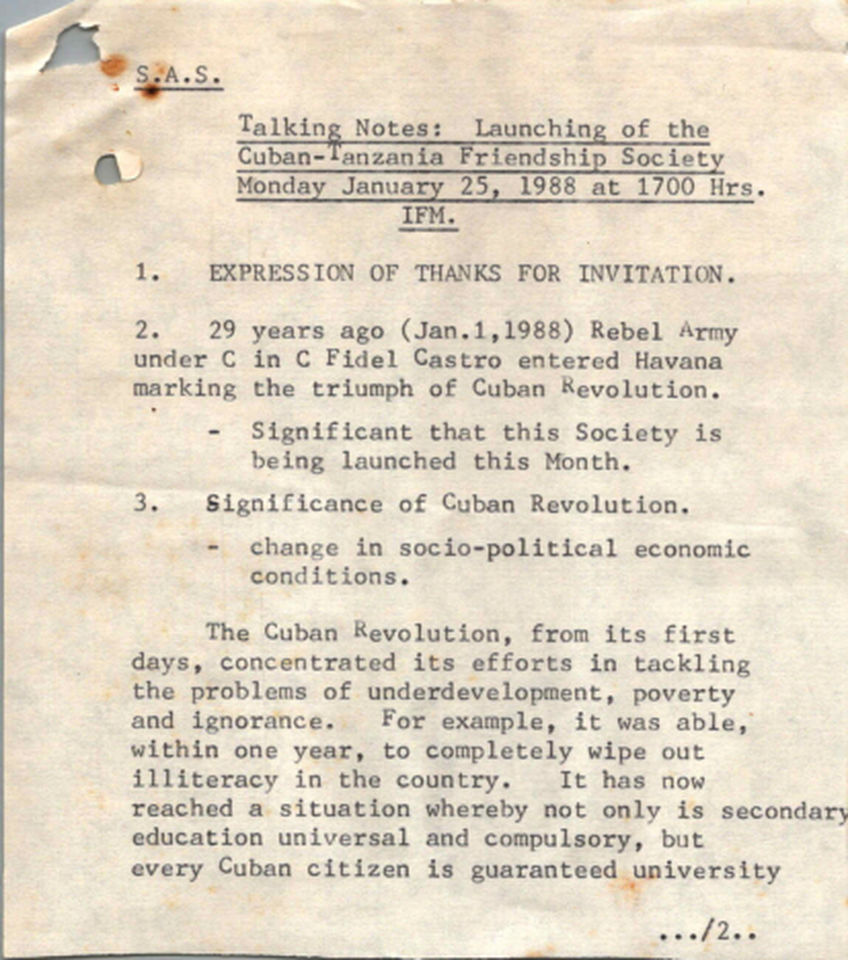 S.A.S.
Talking Notes: Launching of the
Cuban-Tanzania Friendship Society
Monday January 25, 1988 at 1700 Hrs.
IFM.
1. EXPRESSION OF THANKS FOR INVITATION.
2. 29 years ago (Jan.1,1988) Rebel Army
under C in C Fidel Castro entered Havana
marking the triumph of Cuban Revolution.
- Significant that this Society is
being launched this Month.
3. Significance of Cuban Revolution.
- change in socio-political economic
conditions.
The Cuban Revolution, from its first
days, concentrated its efforts in tackling
the problems of underdevelopment, poverty
and ignorance. For example, it was able,
within one year, to completely wipe out
illiteracy in the country. It has now
reached a situation whereby not only is secondary
education universal and compulsory, but
every Cuban citizen is guaranteed university
.../2..